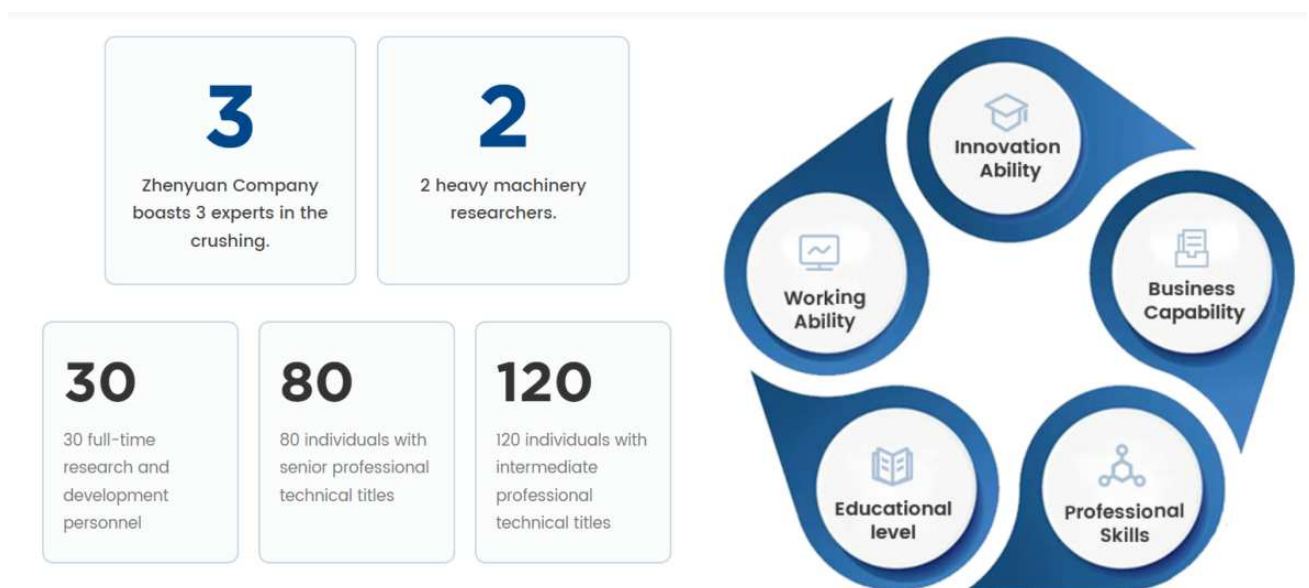 3
Zhenyuan Company
boasts 3 experts in the
crushing.
2
2 heavy machinery
researchers.
30
30 full-time
research and
development
personnel
80
80 individuals with
senior professional
technical titles
120
120 individuals with
intermediate
professional
technical titles
Innovation
Ability
Business
Capability
Professional
Skills
Educational
level
Working
Ability